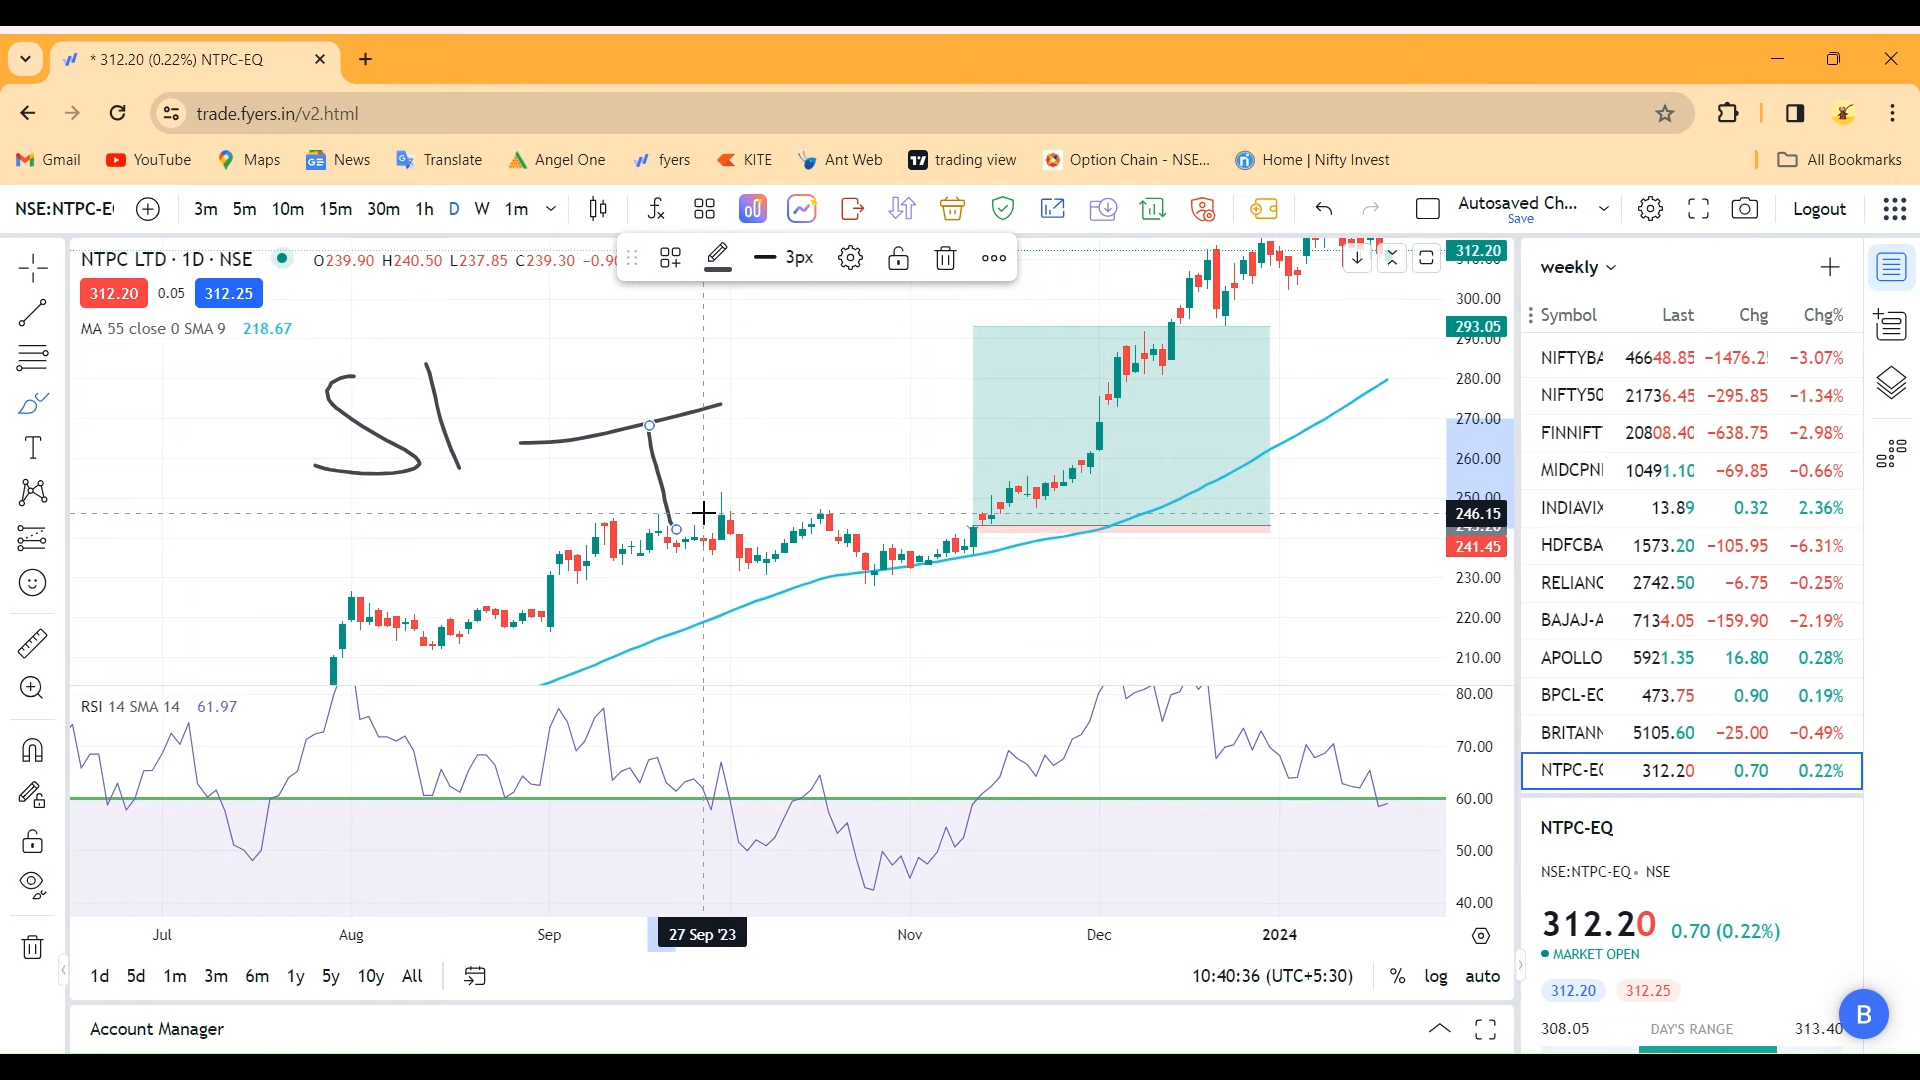 * 312.20 (0.22%) NTPC-EQ
trade.fyers.in/v2.html
Gmail YouTube Maps News Translate Angel One fyers KITE Ant Web trading view Option Chain - NSE... Home | Nifty Invest All Bookmarks
NSE:NTPC-E 3m 5m 10m 15m 30m 1h D W 1m Autosaved Ch... Save Logout
NTPC LTD · 1D · NSE O239.90 H240.50 L237.85 C239.30 −0.90
3px
312.20 0.05 312.25
MA 55 close 0 SMA 9 218.67
312.20
300.00
293.05
290.00
280.00
270.00
260.00
250.00
246.15
241.45
230.00
220.00
210.00
SI T
RSI 14 SMA 14 61.97
80.00
70.00
60.00
50.00
40.00
Jul Aug Sep 27 Sep '23 Nov Dec 2024
1d 5d 1m 3m 6m 1y 5y 10y All 10:40:36 (UTC+5:30) % log auto
Account Manager
weekly
Symbol Last Chg Chg%
NIFTYBA 46648.85 −1476.2 −3.07%
NIFTY50 21736.45 −295.85 −1.34%
FINNIFT 20808.40 −638.75 −2.98%
MIDCPNI 10491.10 −69.85 −0.66%
INDIAVIX 13.89 0.32 2.36%
HDFCBA 1573.20 −105.95 −6.31%
RELIANC 2742.50 −6.75 −0.25%
BAJAJ-A 7134.05 −159.90 −2.19%
APOLLO 5921.35 16.80 0.28%
BPCL-EC 473.75 0.90 0.19%
BRITANN 5105.60 −25.00 −0.49%
NTPC-EC 312.20 0.70 0.22%
NTPC-EQ
NSE:NTPC-EQ • NSE
312.20 0.70 (0.22%)
MARKET OPEN
312.20 312.25
308.05 DAY'S RANGE 313.40
B